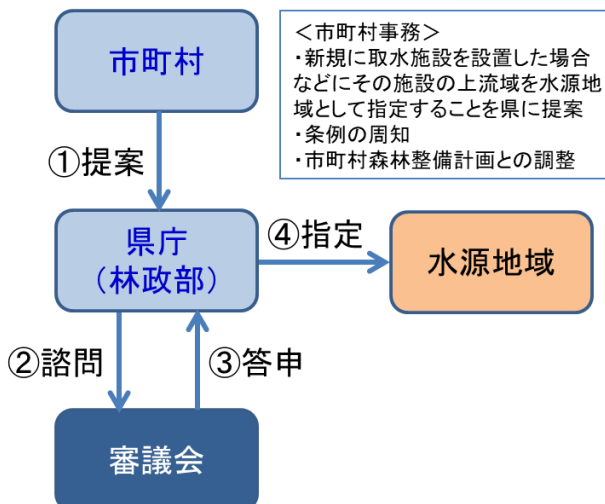 市町村
＜市町村事務＞
・新規に取水施設を設置した場合
などにその施設の上流域を水源地
域として指定することを県に提案
・条例の周知
・市町村森林整備計画との調整
①提案
県庁
（林政部）
④指定
水源地域
②諮問
③答申
審議会